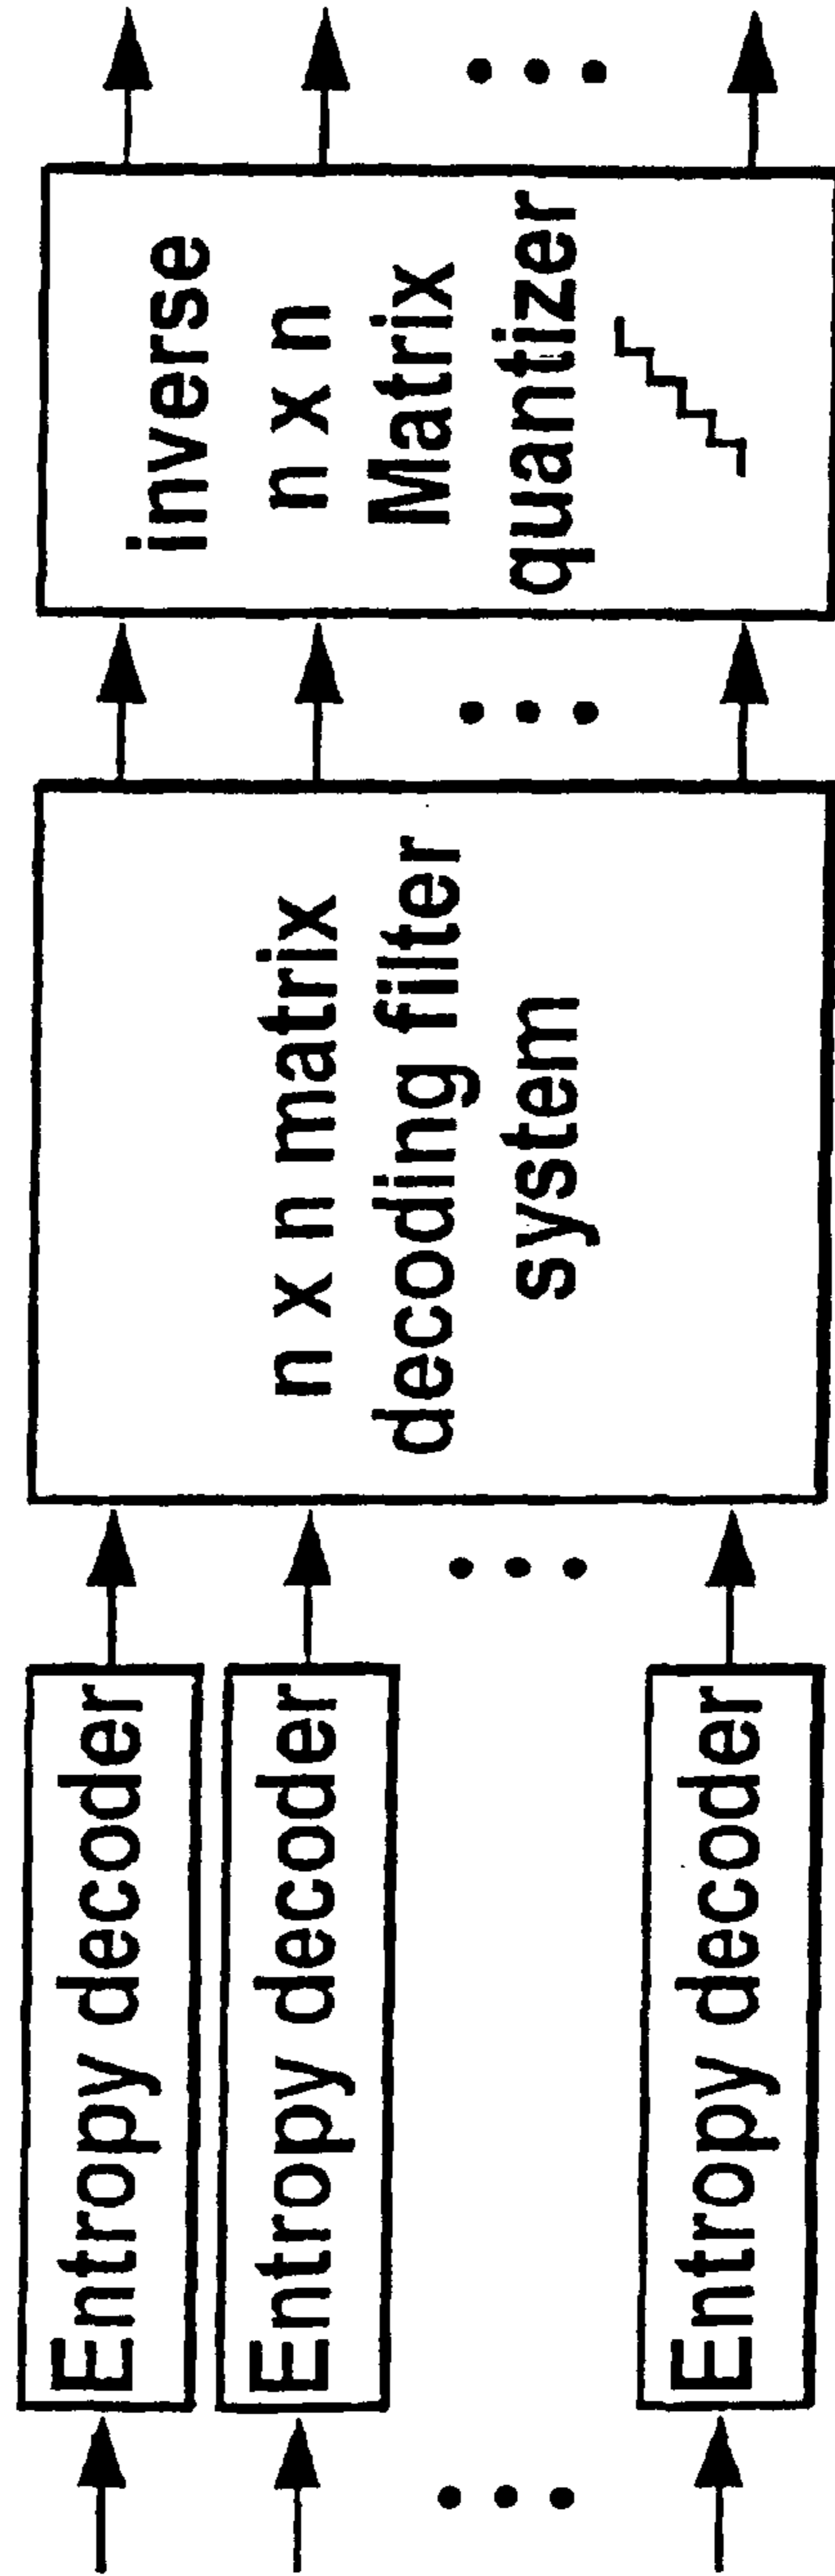 Entropy decoder
Entropy decoder
Entropy decoder
n x n matrix
decoding filter
system
inverse
n x n
Matrix
quantizer